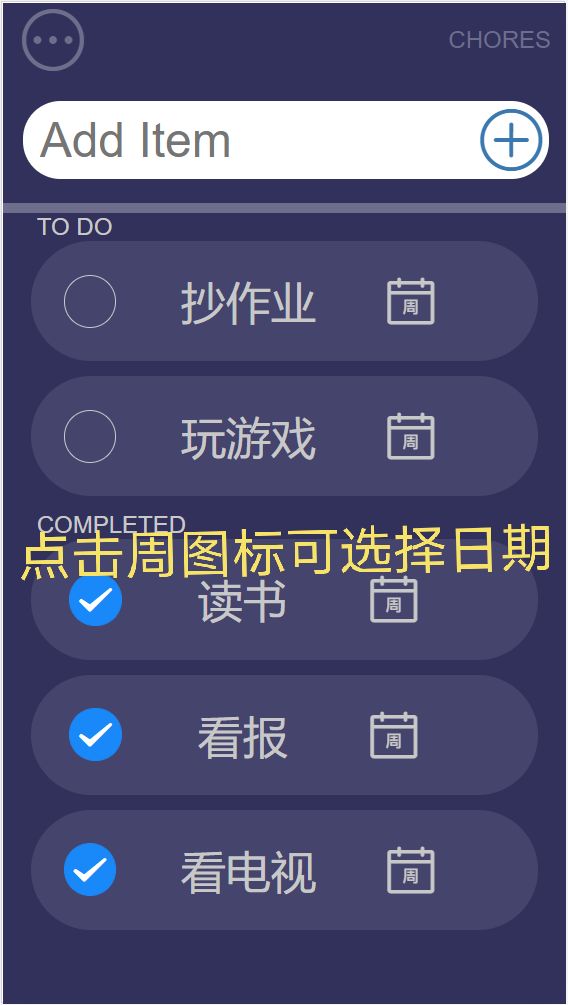 CHORES
Add Item
TO DO
抄作业
周
玩游戏
周
COMPLETED
点击周图标可选择日期
读书
周
看报
周
看电视
周